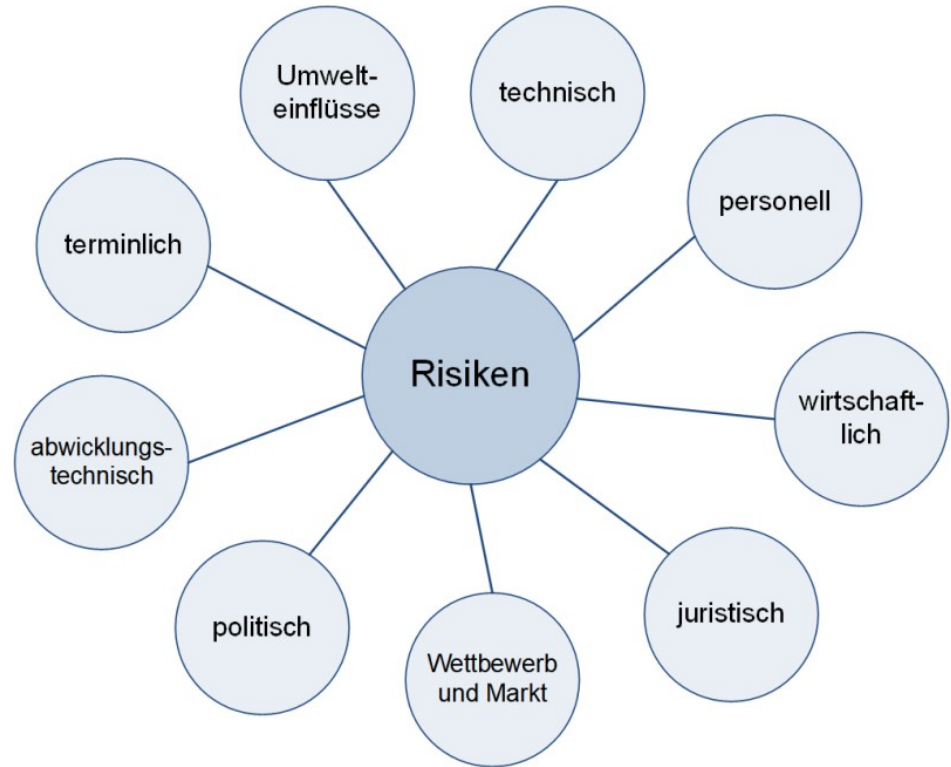 Umwelt-
einflüsse
technisch
personell
terminlich
Risiken
wirtschaft-
lich
abwicklungs-
technisch
politisch
juristisch
Wettbewerb
und Markt